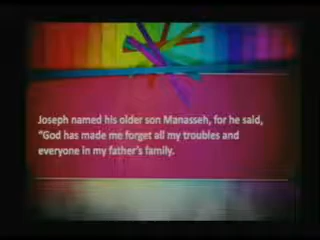 Joseph named his older son Manasseh, for he said,
"God has made me forget all my troubles and
everyone in my father's family.